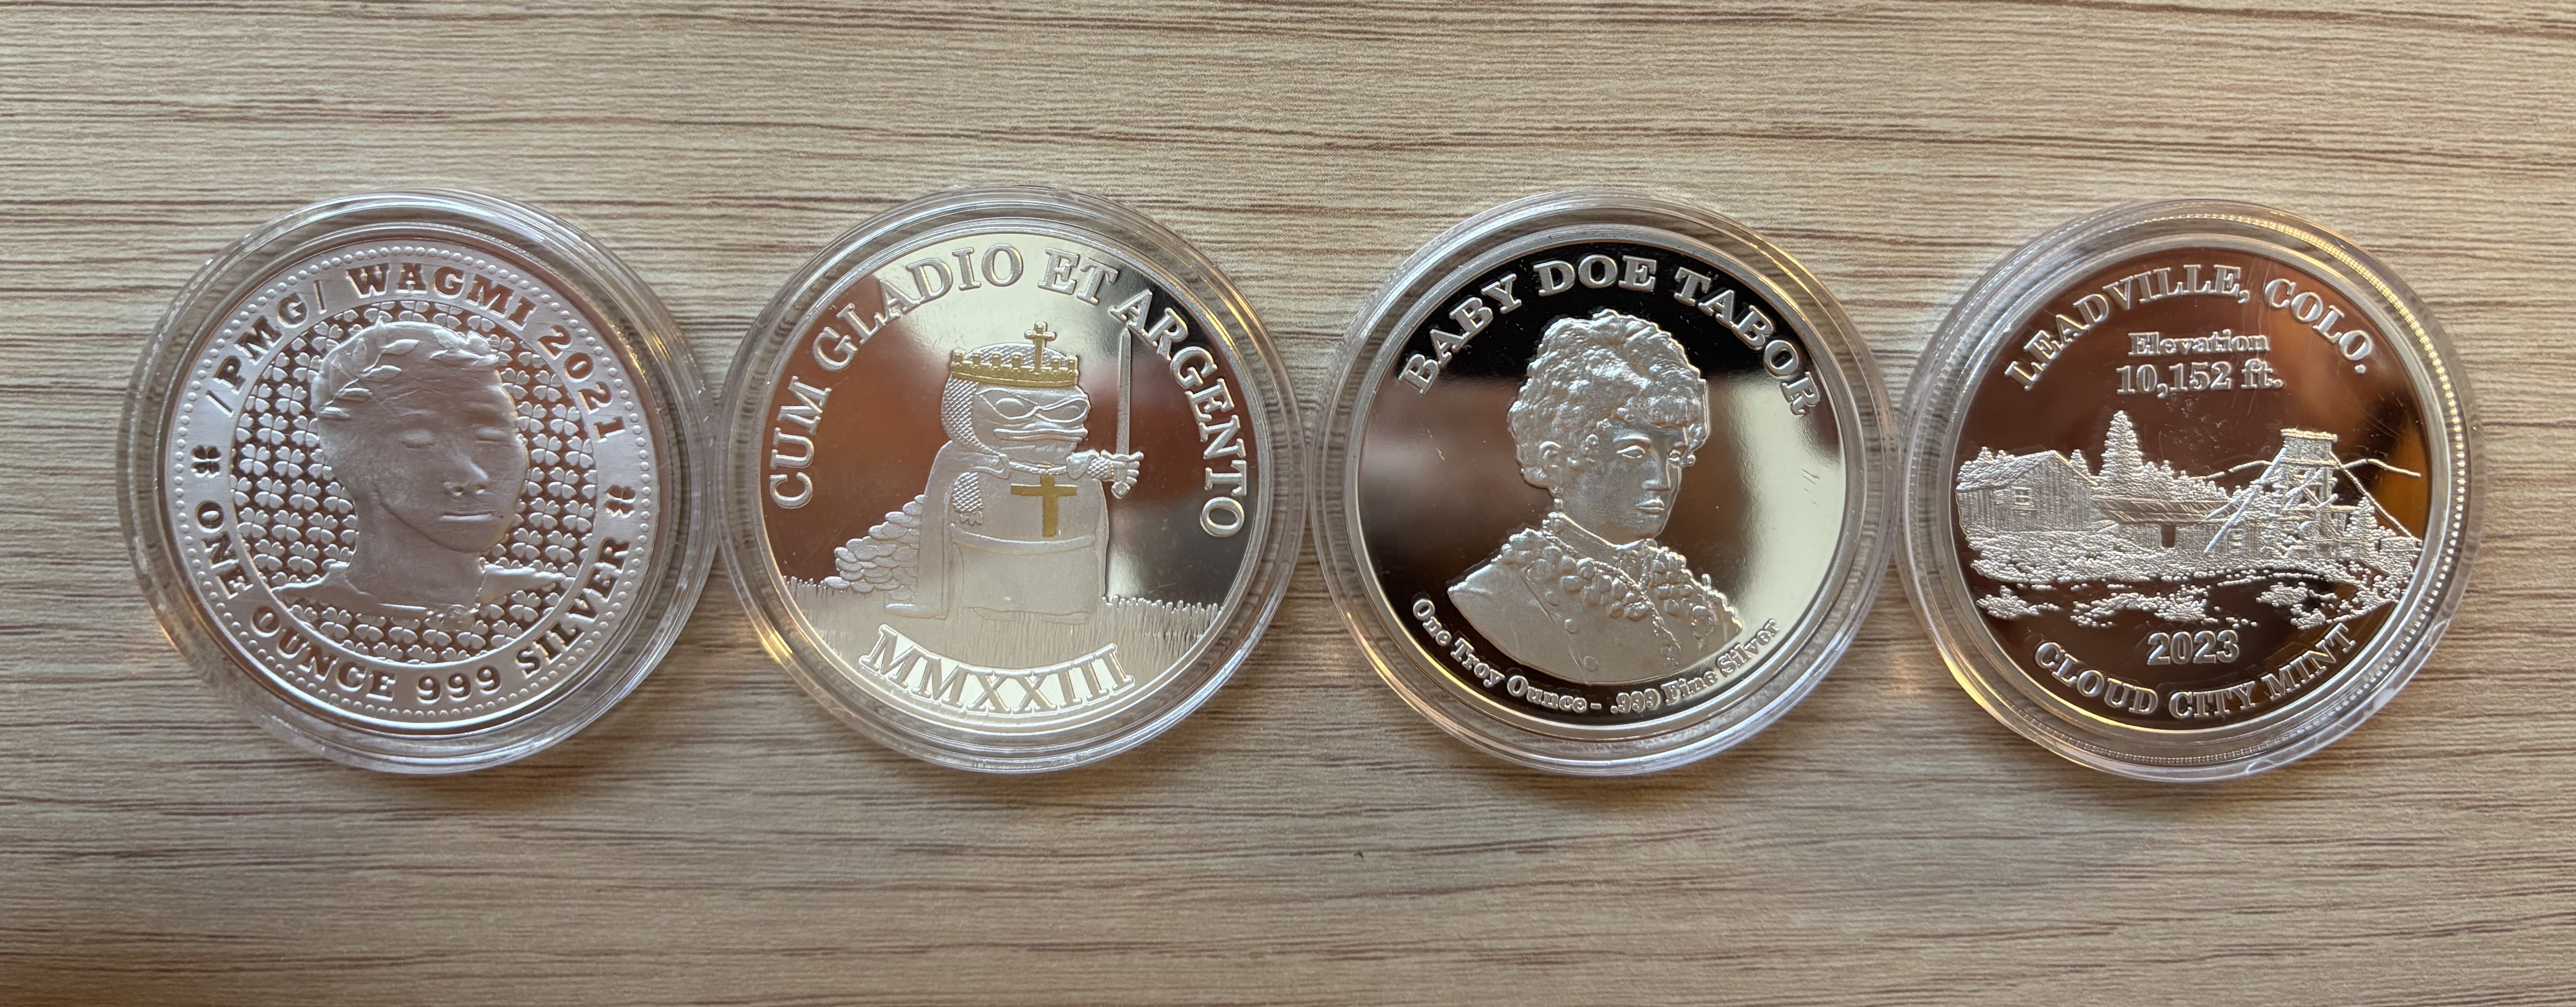 /PMG/ WAGMI 2021
ONE OUNCE 999 SILVER
CUM GLADIO ET ARGENTO
MMXXIII
BABY DOE TABOR
One Troy Ounce - .999 Fine Silver
LEADVILLE, COLO.
Elevation
10,152 ft.
2023
CLOUD CITY MINT